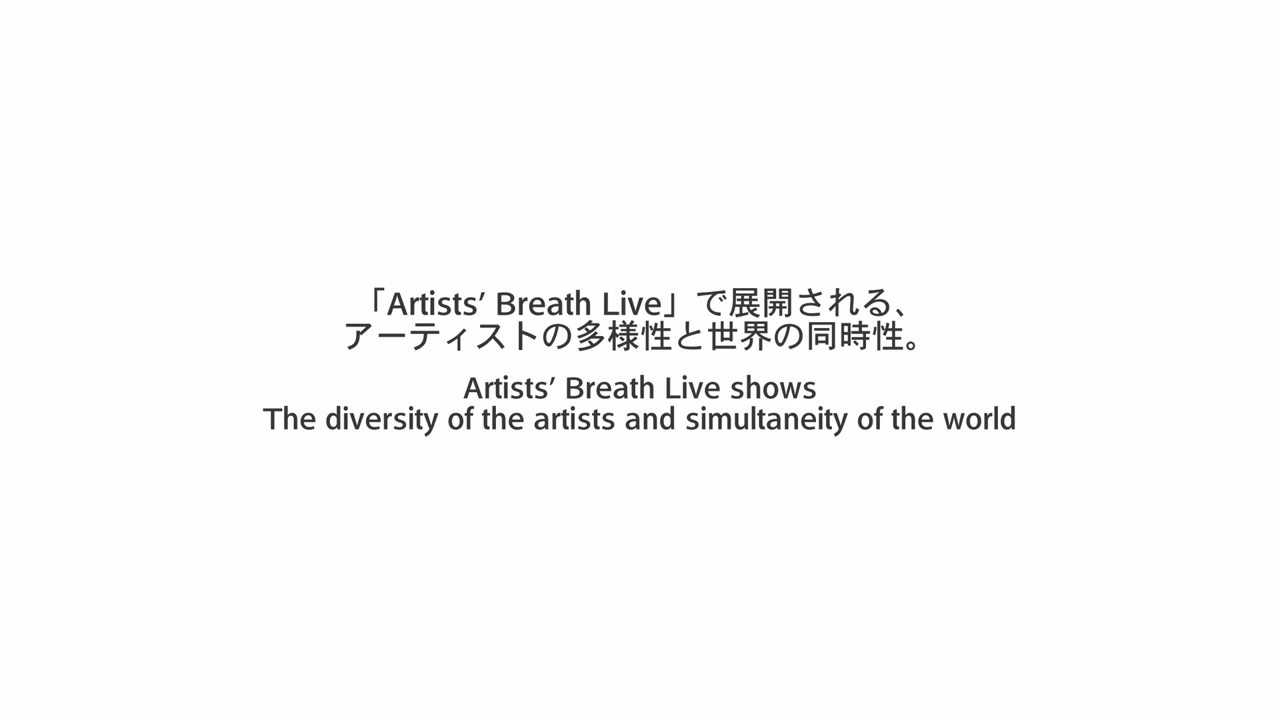 「Artists’ Breath Live」で展開される、
アーティストの多様性と世界の同時性。
Artists’ Breath Live shows
The diversity of the artists and simultaneity of the world